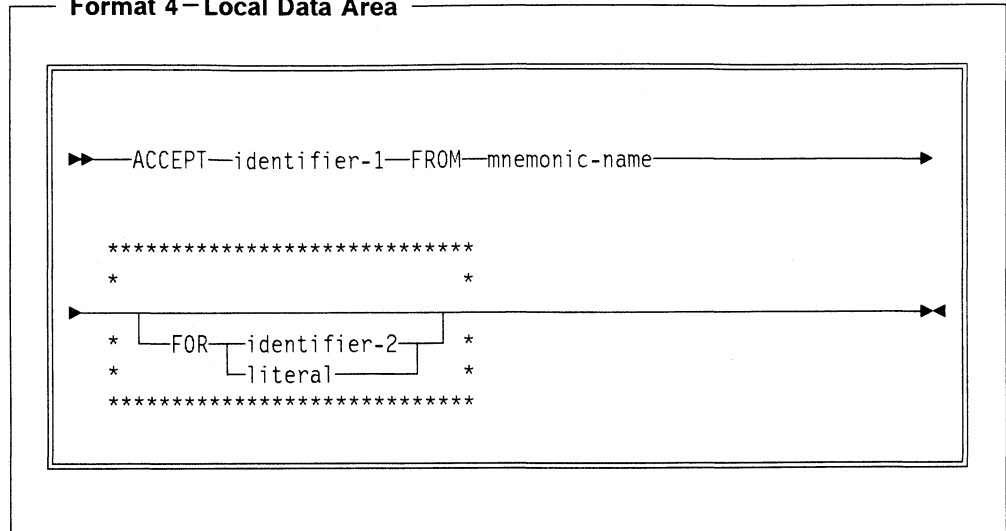 Format 4—Local Data Area
ACCEPT identifier-1 FROM mnemonic-name
*****************************
* *
* FOR identifier-2 *
* literal *
*****************************